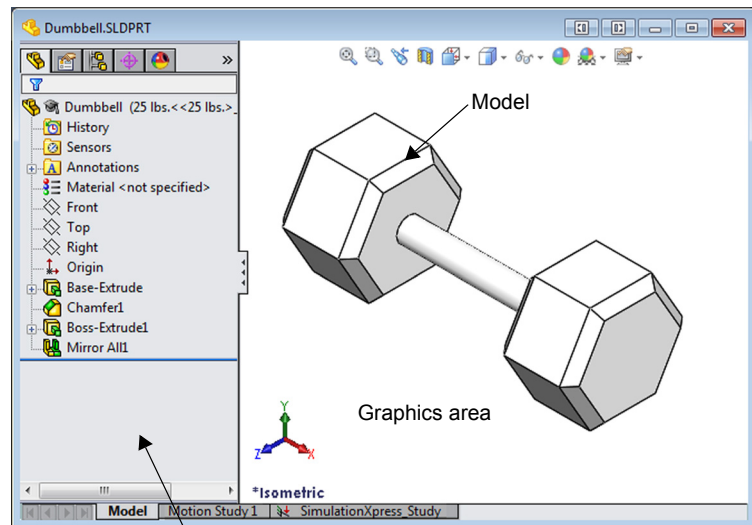 Dumbbell.SLDPRT
»
Dumbbell (25 lbs.<<25 lbs.>_
History
Sensors
A Annotations
Material <not specified>
Front
Top
Right
Origin
Base-Extrude
Chamfer1
Boss-Extrude1
Mirror All1
Model
Graphics area
Y
Z
X
*Isometric
Model Motion Study 1 SimulationXpress_Study